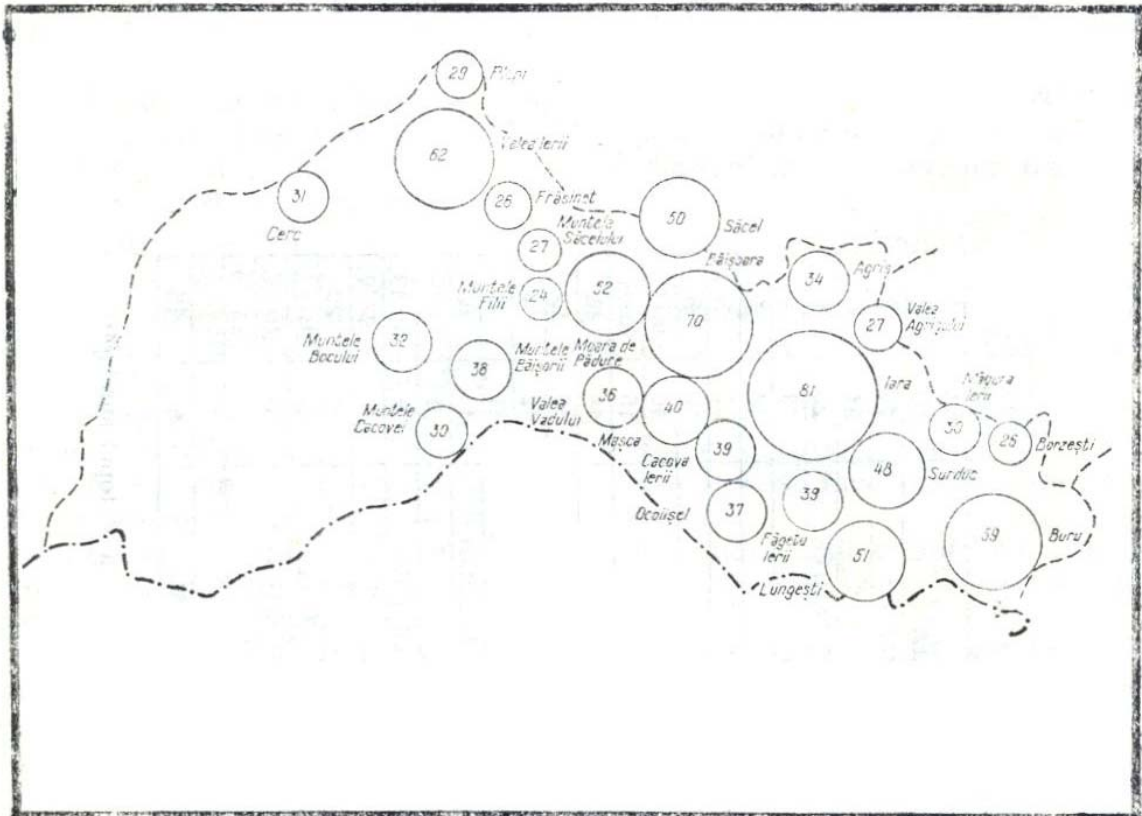 29
Plopi
62
Valea Ierii
31
Cerc
26
Frăsinet
Muntele
Săcelului
27
50
Săcel
Băișoara
Muntele
Filii
24
52
70
34
Agriș
27
Valea
Agrișului
Muntele
Bocului
32
38
Muntele
Băișorii
Moara de
Pădure
81
Iara
Măgura
Ierii
Muntele
Cacovei
30
Valea
Vadului
36
Mașca
40
Cacova
Ierii
39
48
Surduc
30
26
Borzești
Ocolișel
37
39
Făgetu
Ierii
51
Lungești
59
Buru